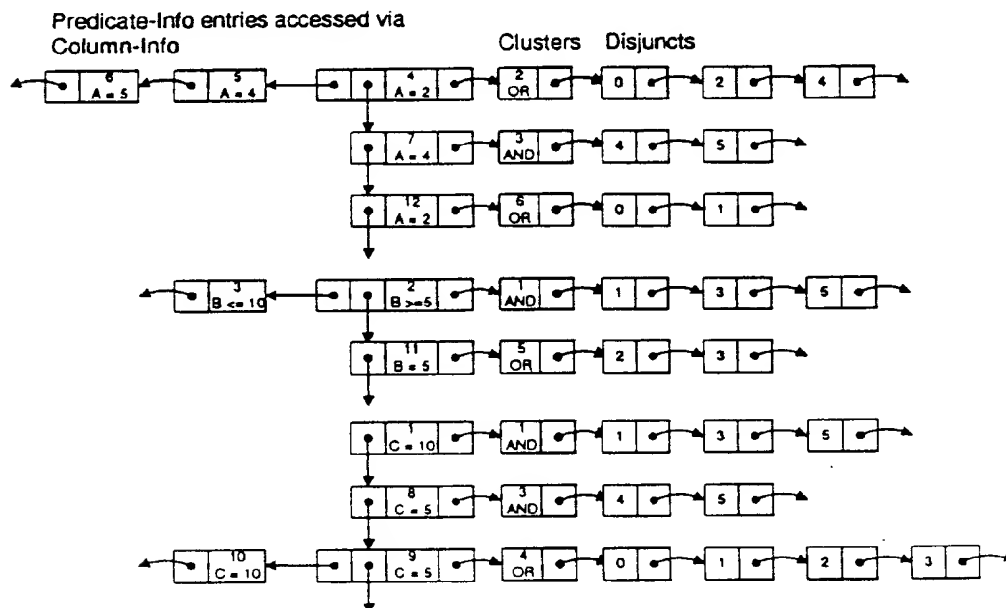 Predicate-Info entries accessed via
Column-Info
Clusters Disjuncts
6 5 4 2
A = 5 A = 4 A = 2 OR 0 2 4
7 3
A = 4 AND 4 5
12 6
A = 2 OR 0 1
3 2 1
B <= 10 B >=5 AND 1 3 5
11 5
B = 5 OR 2 3
1 1
C = 10 AND 1 3 5
8 3
C = 5 AND 4 5
10 9 4
C = 10 C = 5 OR 0 1 2 3